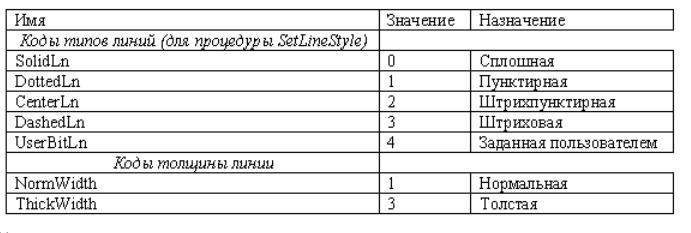 Имя Значение Назначение
Коды типов линий (для процедуры SetLineStyle)
SolidLn 0 Сплошная
DottedLn 1 Пунктирная
CenterLn 2 Штрихпунктирная
DashedLn 3 Штриховая
UserBitLn 4 Заданная пользователем
Коды толщины линии
NormWidth 1 Нормальная
ThickWidth 3 Толстая